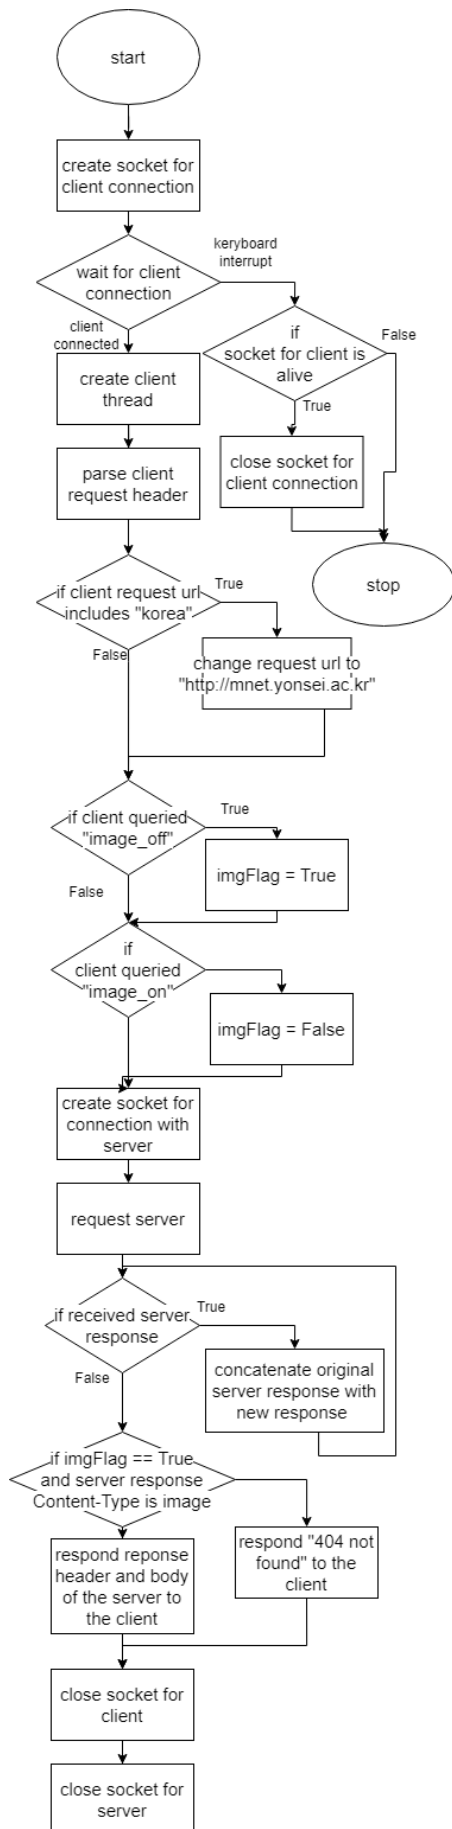 start
create socket for
client connection
keryboard
interrupt
wait for client
connection
client
connected
if
socket for client is
alive
False
True
create client
thread
close socket for
client connection
parse client
request header
stop
if client request url
includes "korea"
True
False
change request url to
"http://mnet.yonsei.ac.kr"
if client queried
"image_off"
True
False
imgFlag = True
if
client queried
"image_on"
imgFlag = False
create socket for
connection with
server
request server
if received server
response
True
False
concatenate original
server response with
new response
if imgFlag == True
and server response
Content-Type is image
respond reponse
header and body
of the server to
the client
respond "404 not
found" to the
client
close socket for
client
close socket for
server